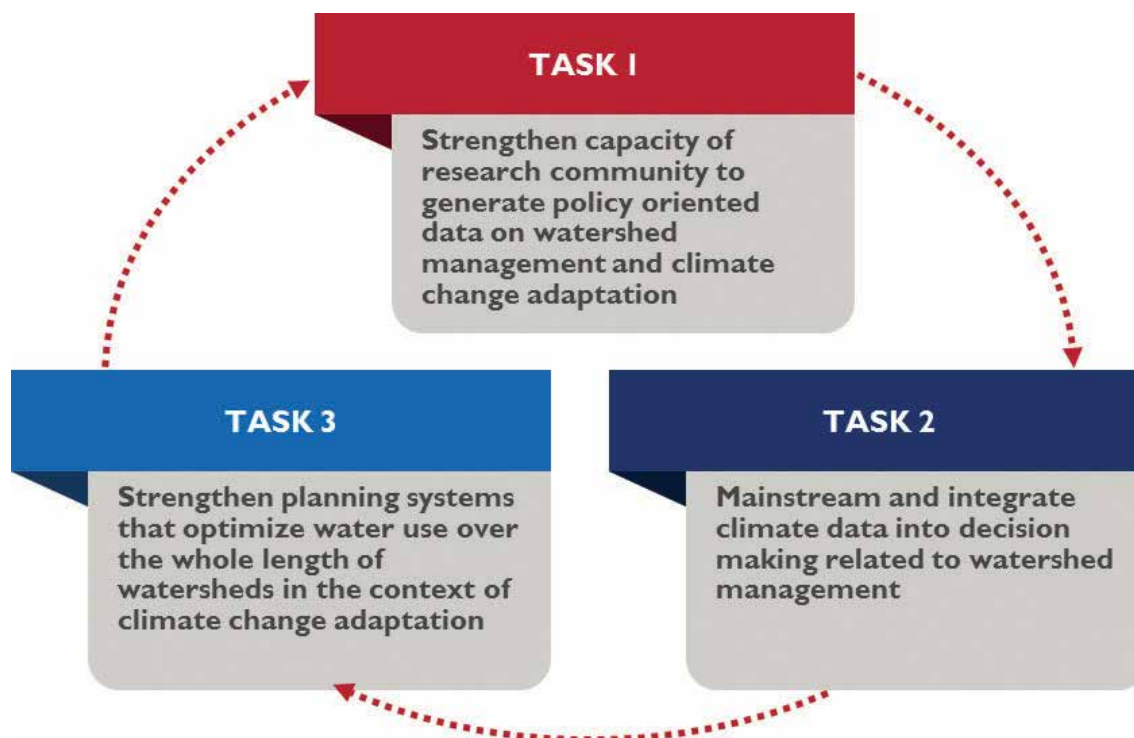 TASK 1
Strengthen capacity of
research community to
generate policy oriented
data on watershed
management and climate
change adaptation
TASK 3
Strengthen planning systems
that optimize water use over
the whole length of
watersheds in the context of
climate change adaptation
TASK 2
Mainstream and integrate
climate data into decision
making related to watershed
management